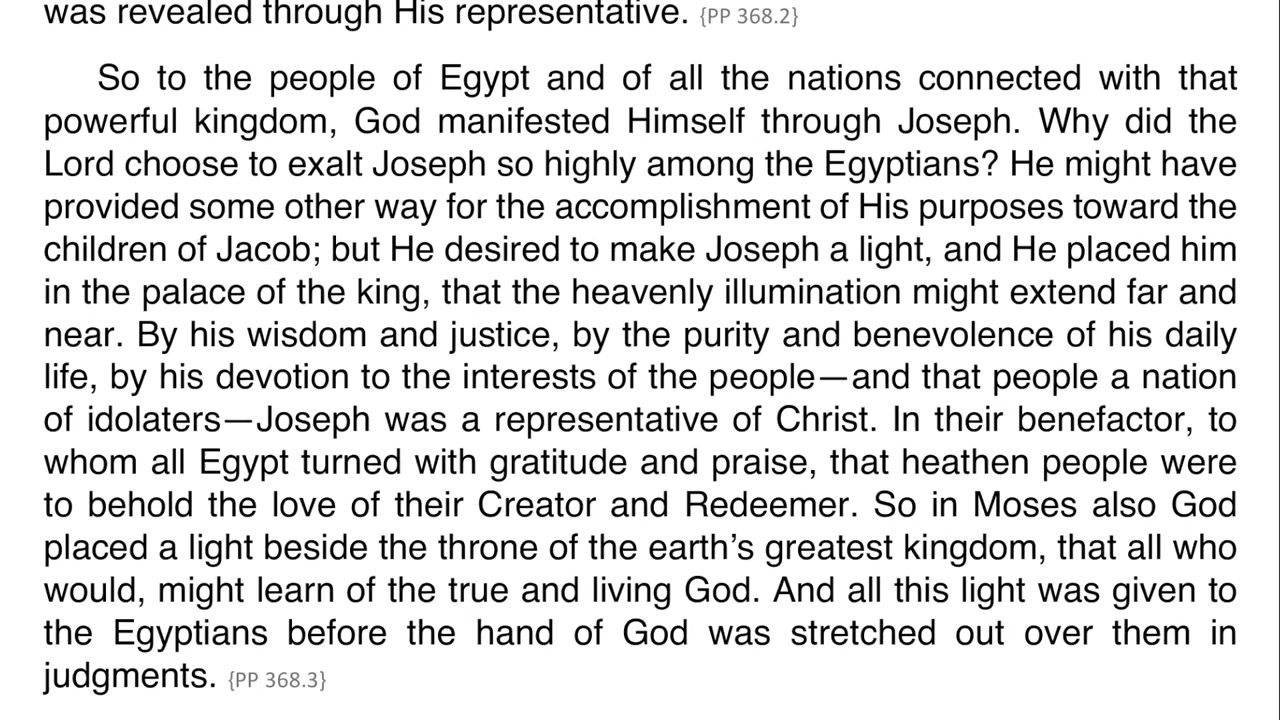 was revealed through His representative. {PP 368.2}
So to the people of Egypt and of all the nations connected with that
powerful kingdom, God manifested Himself through Joseph. Why did the
Lord choose to exalt Joseph so highly among the Egyptians? He might have
provided some other way for the accomplishment of His purposes toward the
children of Jacob; but He desired to make Joseph a light, and He placed him
in the palace of the king, that the heavenly illumination might extend far and
near. By his wisdom and justice, by the purity and benevolence of his daily
life, by his devotion to the interests of the people—and that people a nation
of idolaters—Joseph was a representative of Christ. In their benefactor, to
whom all Egypt turned with gratitude and praise, that heathen people were
to behold the love of their Creator and Redeemer. So in Moses also God
placed a light beside the throne of the earth’s greatest kingdom, that all who
would, might learn of the true and living God. And all this light was given to
the Egyptians before the hand of God was stretched out over them in
judgments. {PP 368.3}